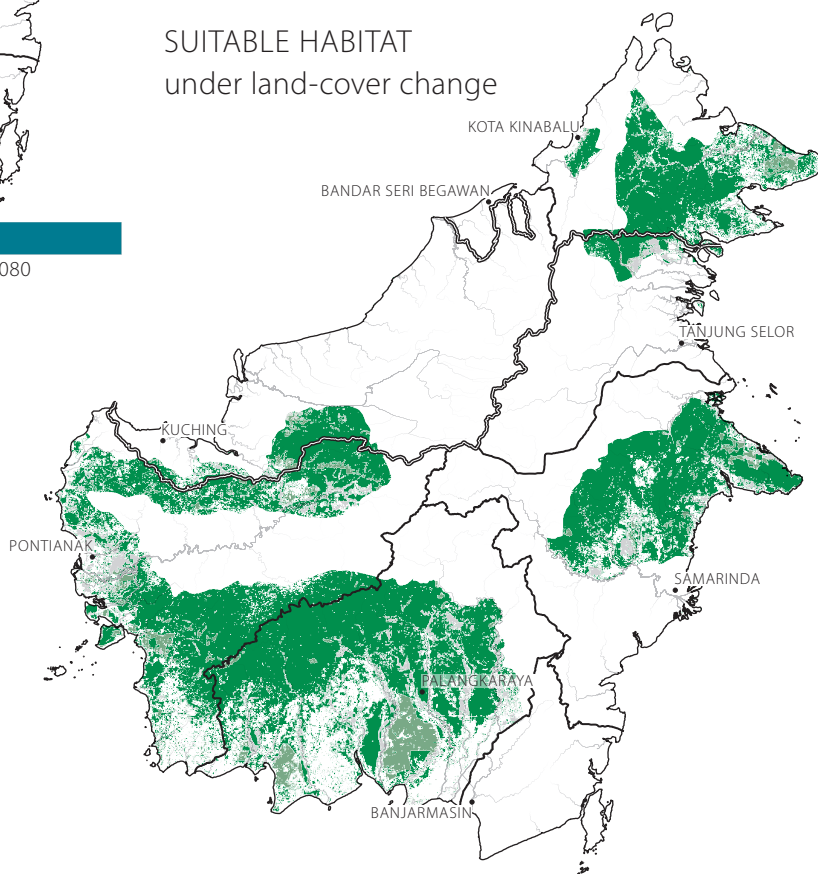 SUITABLE HABITAT
under land-cover change
KOTA KINABALU
BANDAR SERI BEGAWAN
080
TANJUNG SELOR
KUCHING
PONTIANAK
SAMARINDA
PALANGKARAYA
BANJARMASIN